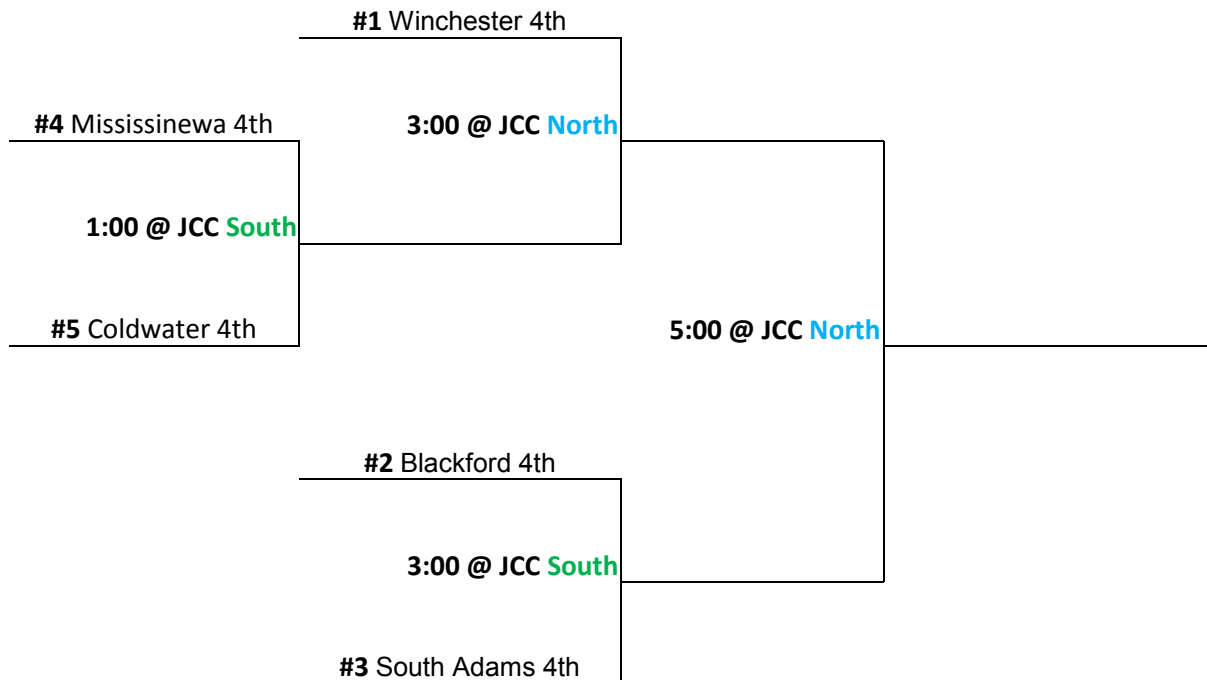 #1 Winchester 4th
#4 Mississinewa 4th
3:00 @ JCC North
1:00 @ JCC South
#5 Coldwater 4th
5:00 @ JCC North
#2 Blackford 4th
3:00 @ JCC South
#3 South Adams 4th